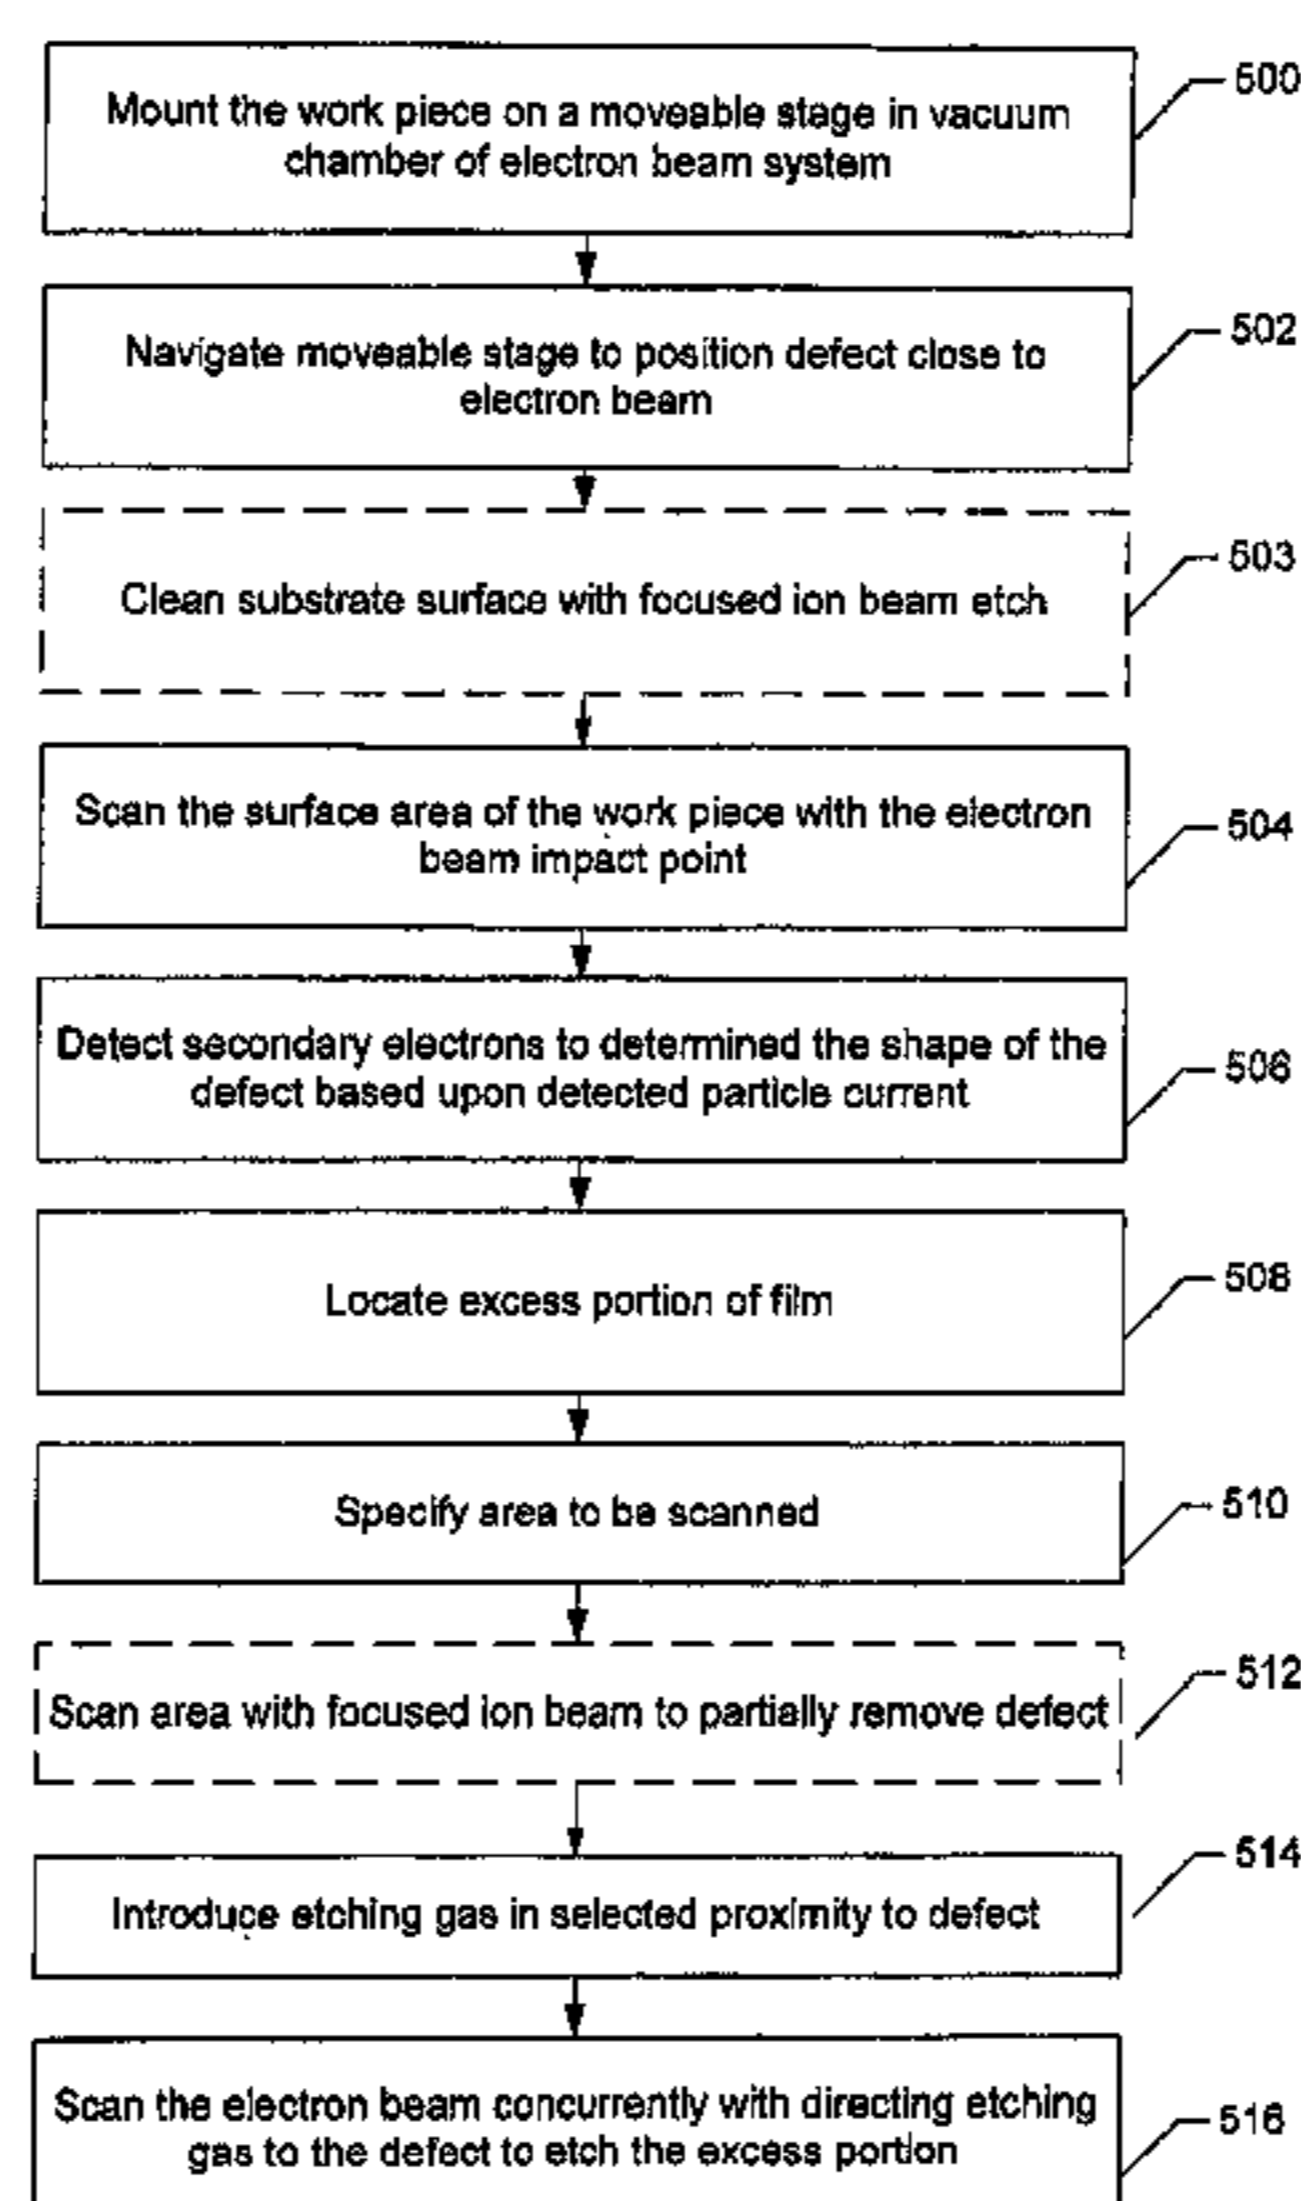 Mount the work piece on a moveable stage in vacuum
chamber of electron beam system
500
Navigate moveable stage to position defect close to
electron beam
502
Clean substrate surface with focused ion beam etch
503
Scan the surface area of the work piece with the electron
beam impact point
504
Detect secondary electrons to determined the shape of the
defect based upon detected particle current
506
Locate excess portion of film
508
Specify area to be scanned
510
Scan area with focused ion beam to partially remove defect
512
Introduce etching gas in selected proximity to defect
514
Scan the electron beam concurrently with directing etching
gas to the defect to etch the excess portion
516